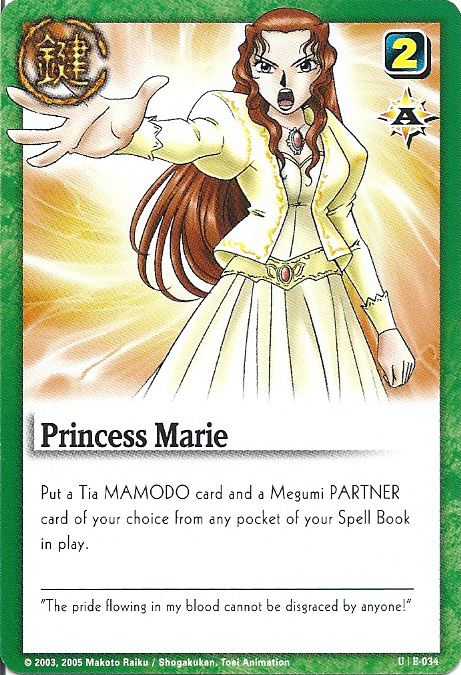 鍵
2
A
Princess Marie
Put a Tia MAMODO card and a Megumi PARTNER
card of your choice from any pocket of your Spell Book
in play.
"The pride flowing in my blood cannot be disgraced by anyone!"
© 2003, 2005 Makoto Raiku / Shogakukan, Toei Animation
U | E-034